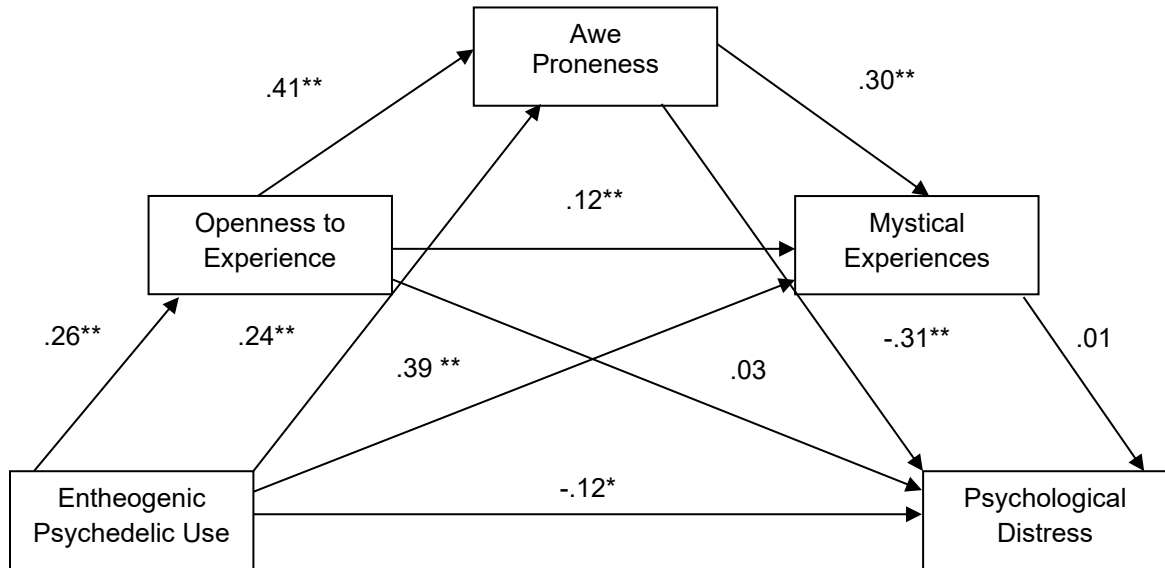 Awe
Proneness
.41**
.30**
Openness to
Experience
.12**
Mystical
Experiences
.26**
.24**
.39 **
.03
-.31**
.01
Entheogenic
Psychedelic Use
-.12*
Psychological
Distress